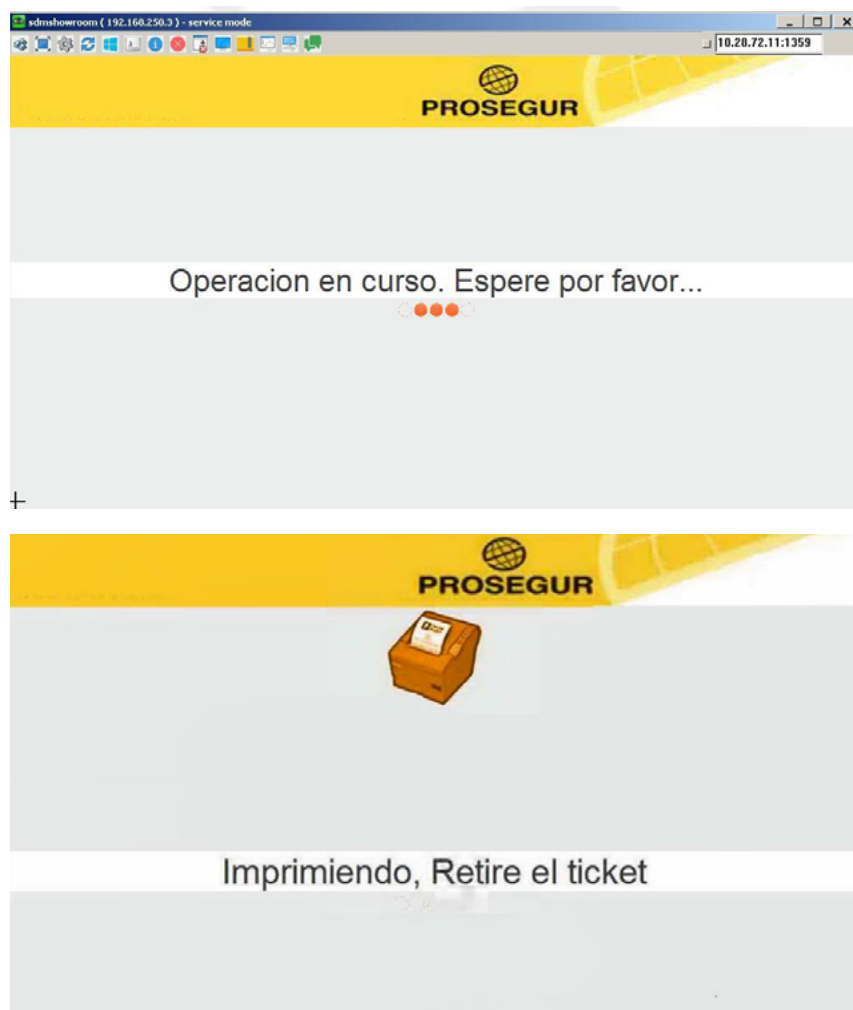 sdmshowroom ( 192.168.250.3 ) - service mode
10.28.72.11:1359
PROSEGUR
Operacion en curso. Espere por favor...
PROSEGUR
Imprimiendo, Retire el ticket